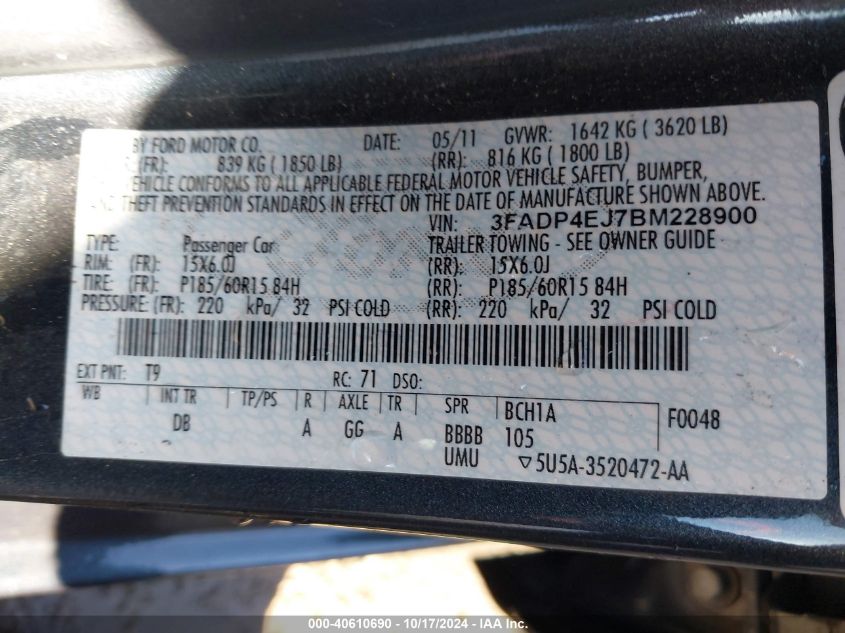 BY FORD MOTOR CO. DATE: 05/11 GVWR: 1642 KG ( 3620 LB)
(FR): 839 KG ( 1850 LB) (RR): 816 KG ( 1800 LB)
VEHICLE CONFORMS TO ALL APPLICABLE FEDERAL MOTOR VEHICLE SAFETY, BUMPER,
AND THEFT PREVENTION STANDARDS IN EFFECT ON THE DATE OF MANUFACTURE SHOWN ABOVE.
VIN: 3FADP4EJ7BM228900
TYPE: Passenger Car TRAILER TOWING - SEE OWNER GUIDE
RIM: (FR): 15X6.0J (RR): 15X6.0J
TIRE: (FR): P185/60R15 84H (RR): P185/60R15 84H
PRESSURE: (FR): 220 kPa/ 32 PSI COLD (RR): 220 kPa/ 32 PSI COLD
EXT PNT: T9 RC: 71 DSO:
WB INT TR TP/PS R AXLE TR SPR BCH1A F0048
DB A GG A BBBB 105
UMU ▽5U5A-3520472-AA
000-40610690 - 10/17/2024 - IAA Inc.